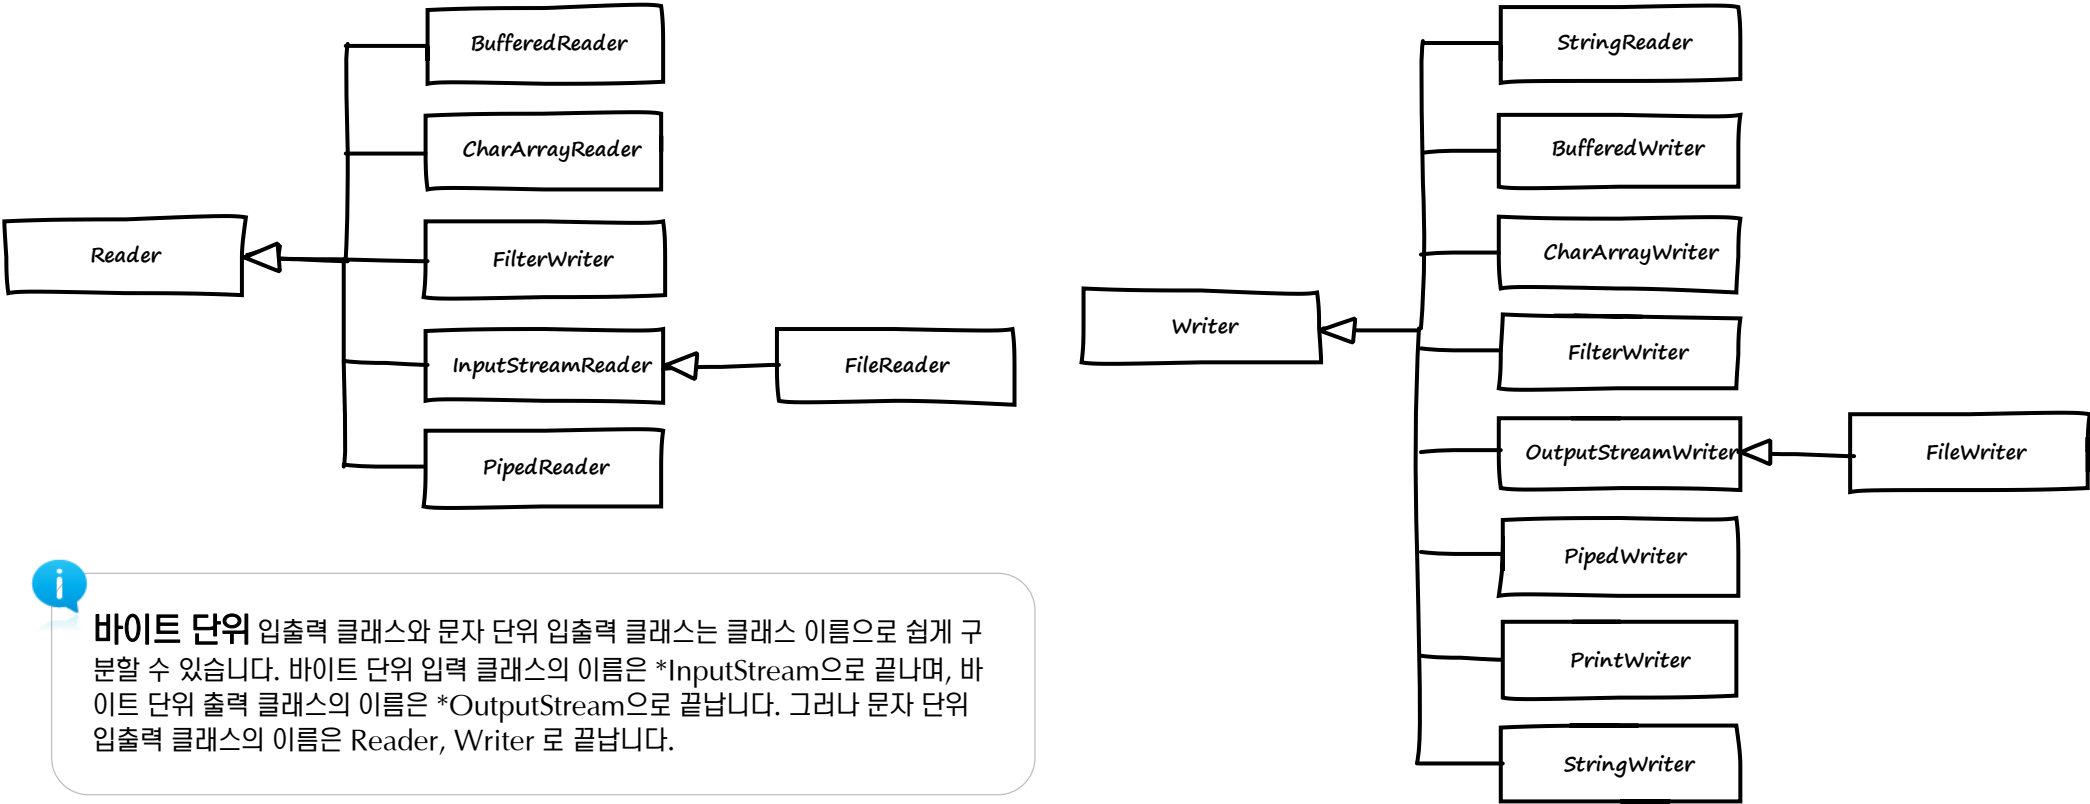 BufferedReader
CharArrayReader
Reader
FilterWriter
InputStreamReader
FileReader
PipedReader
StringReader
BufferedWriter
CharArrayWriter
Writer
FilterWriter
OutputStreamWriter
FileWriter
PipedWriter
PrintWriter
StringWriter
i
바이트 단위 입출력 클래스와 문자 단위 입출력 클래스는 클래스 이름으로 쉽게 구
분할 수 있습니다. 바이트 단위 입력 클래스의 이름은 *InputStream으로 끝나며, 바
이트 단위 출력 클래스의 이름은 *OutputStream으로 끝납니다. 그러나 문자 단위
입출력 클래스의 이름은 Reader, Writer 로 끝납니다.